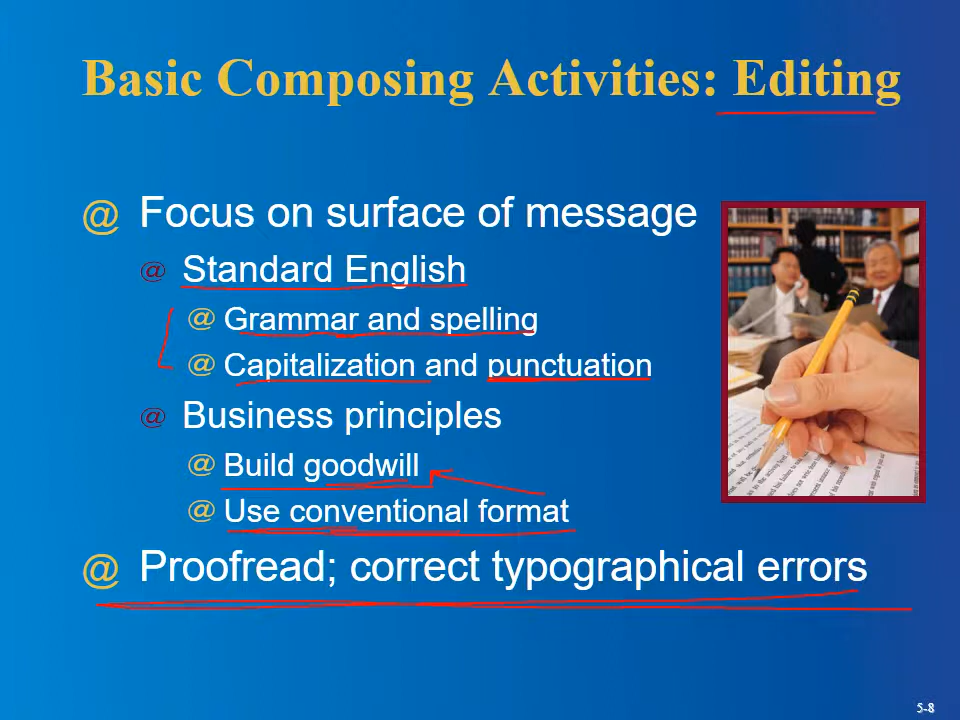 Basic Composing Activities: Editing
@ Focus on surface of message
@ Standard English
@ Grammar and spelling
@ Capitalization and punctuation
@ Business principles
@ Build goodwill
@ Use conventional format
@ Proofread; correct typographical errors
5-8